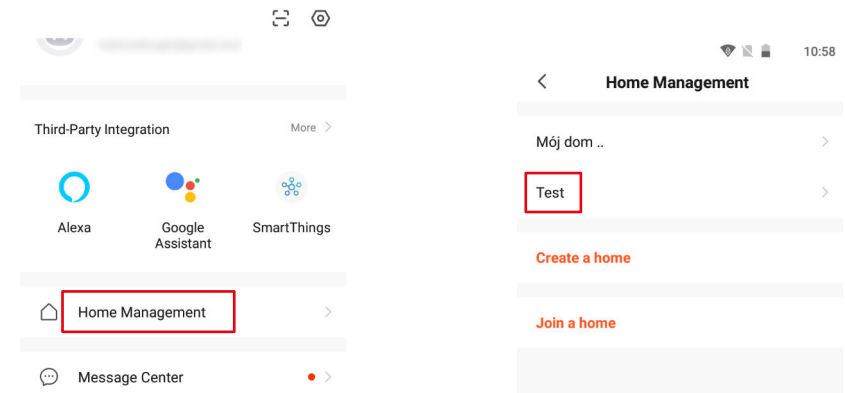 Third-Party Integration
More
Alexa
Google
Assistant
SmartThings
Home Management
Message Center
10:58
Home Management
Mój dom ..
Test
Create a home
Join a home